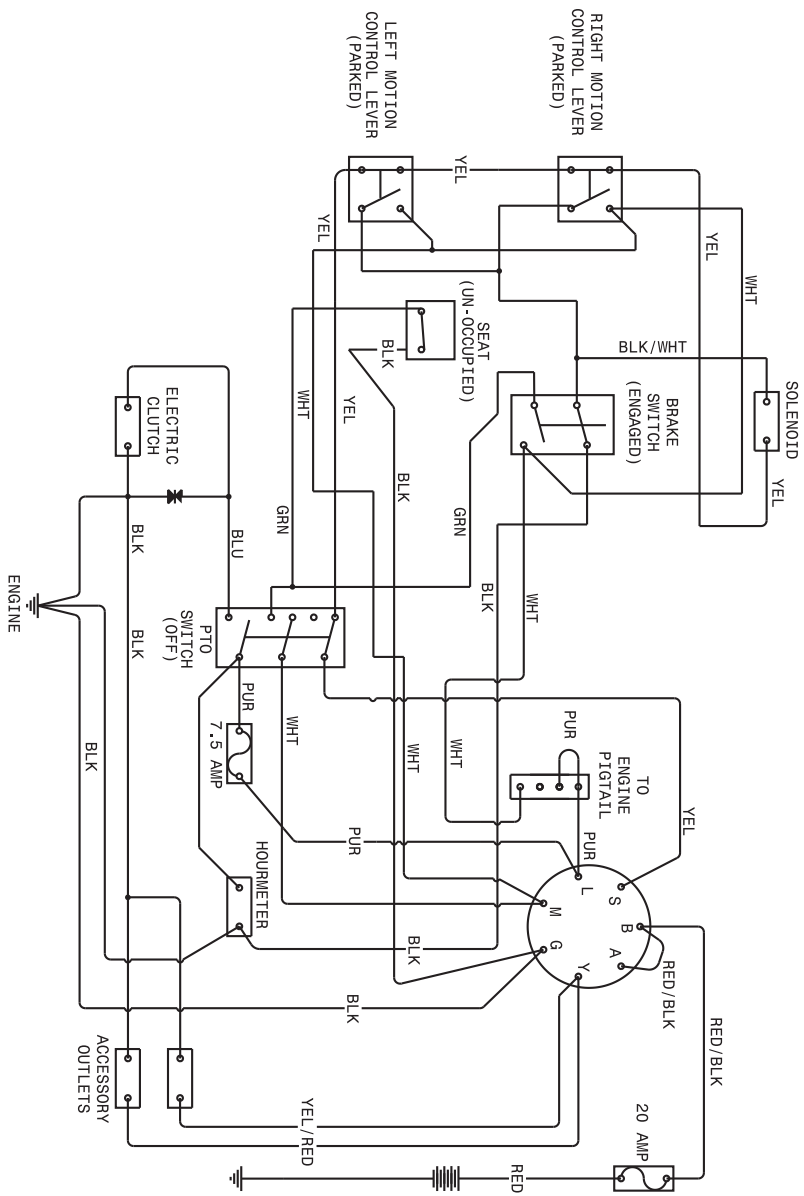 RIGHT MOTION
CONTROL LEVER
(PARKED)
LEFT MOTION
CONTROL LEVER
(PARKED)
YEL
YEL
YEL
WHT
SOLENOID
BLK/WHT
YEL
SEAT
(UN-OCCUPIED)
BLK
BRAKE
SWITCH
(ENGAGED)
WHT
YEL
BLK
GRN
GRN
BLK
WHT
ELECTRIC
CLUTCH
BLK
BLU
BLK
ENGINE
PTO
SWITCH
(OFF)
PUR
7.5 AMP
WHT
WHT
WHT
PUR
TO
ENGINE
PIGTAIL
YEL
PUR
PUR
BLK
HOURMETER
L
S
B
A
Y
G
M
BLK
BLK
RED/BLK
RED/BLK
ACCESSORY
OUTLETS
YEL/RED
20 AMP
RED